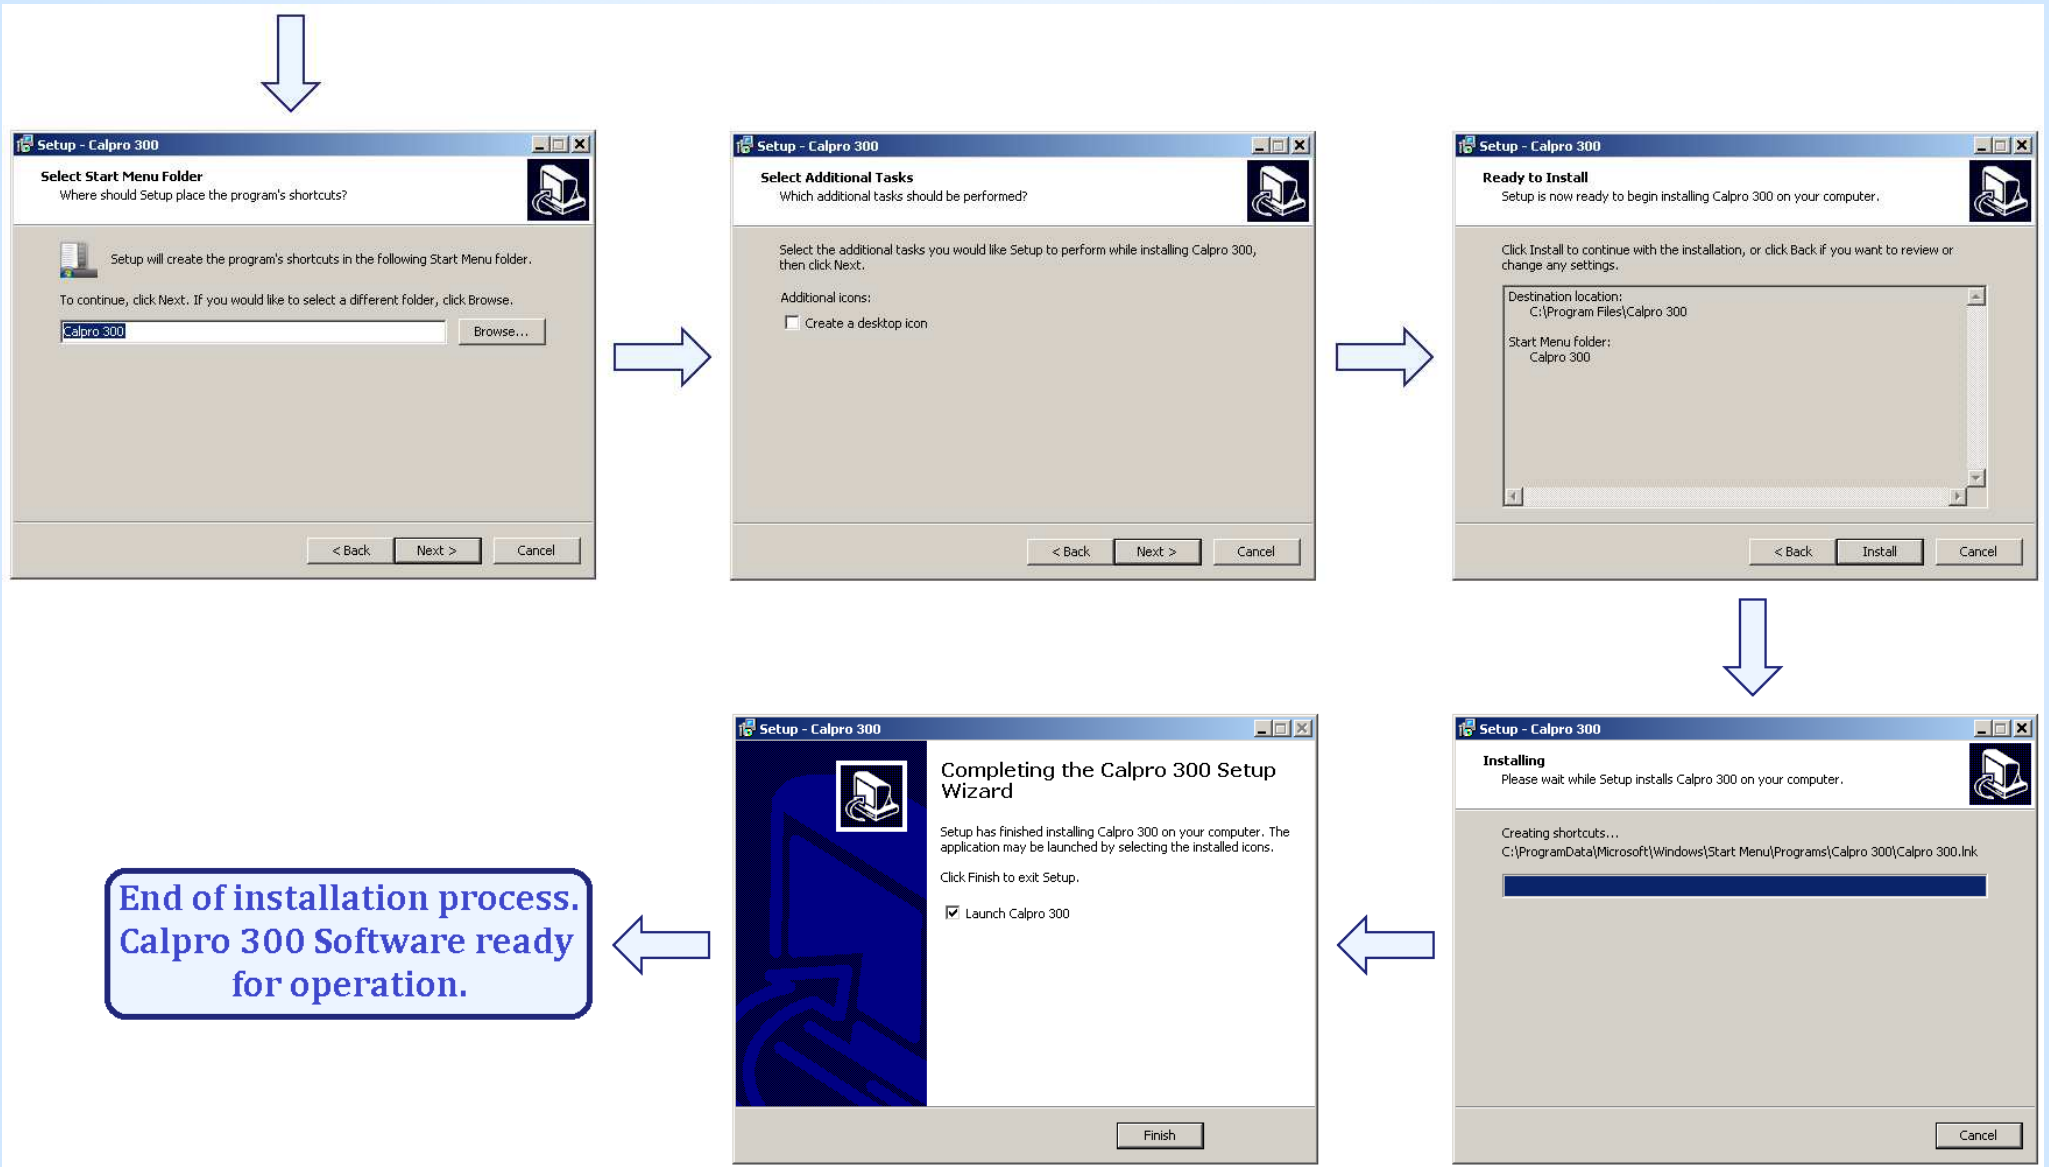 Setup - Calpro 300
Select Start Menu Folder
Where should Setup place the program's shortcuts?
Setup will create the program's shortcuts in the following Start Menu folder.
To continue, click Next. If you would like to select a different folder, click Browse.
Calpro 300
Browse...
< Back
Next >
Cancel
Setup - Calpro 300
Select Additional Tasks
Which additional tasks should be performed?
Select the additional tasks you would like Setup to perform while installing Calpro 300,
then click Next.
Additional icons:
Create a desktop icon
< Back
Next >
Cancel
Setup - Calpro 300
Ready to Install
Setup is now ready to begin installing Calpro 300 on your computer.
Click Install to continue with the installation, or click Back if you want to review or
change any settings.
Destination location:
C:\Program Files\Calpro 300
Start Menu folder:
Calpro 300
< Back
Install
Cancel
Setup - Calpro 300
Installing
Please wait while Setup installs Calpro 300 on your computer.
Creating shortcuts...
C:\ProgramData\Microsoft\Windows\Start Menu\Programs\Calpro 300\Calpro 300.lnk
Cancel
Setup - Calpro 300
Completing the Calpro 300 Setup
Wizard
Setup has finished installing Calpro 300 on your computer. The
application may be launched by selecting the installed icons.
Click Finish to exit Setup.
Launch Calpro 300
Finish
End of installation process.
Calpro 300 Software ready
for operation.